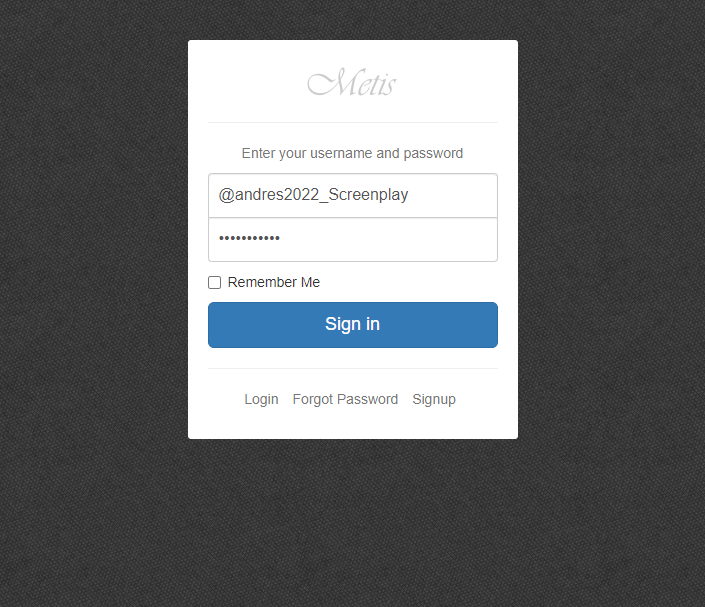 Metis
Enter your username and password
@andres2022_Screenplay
•••••••••••
Remember Me
Sign in
Login Forgot Password Signup